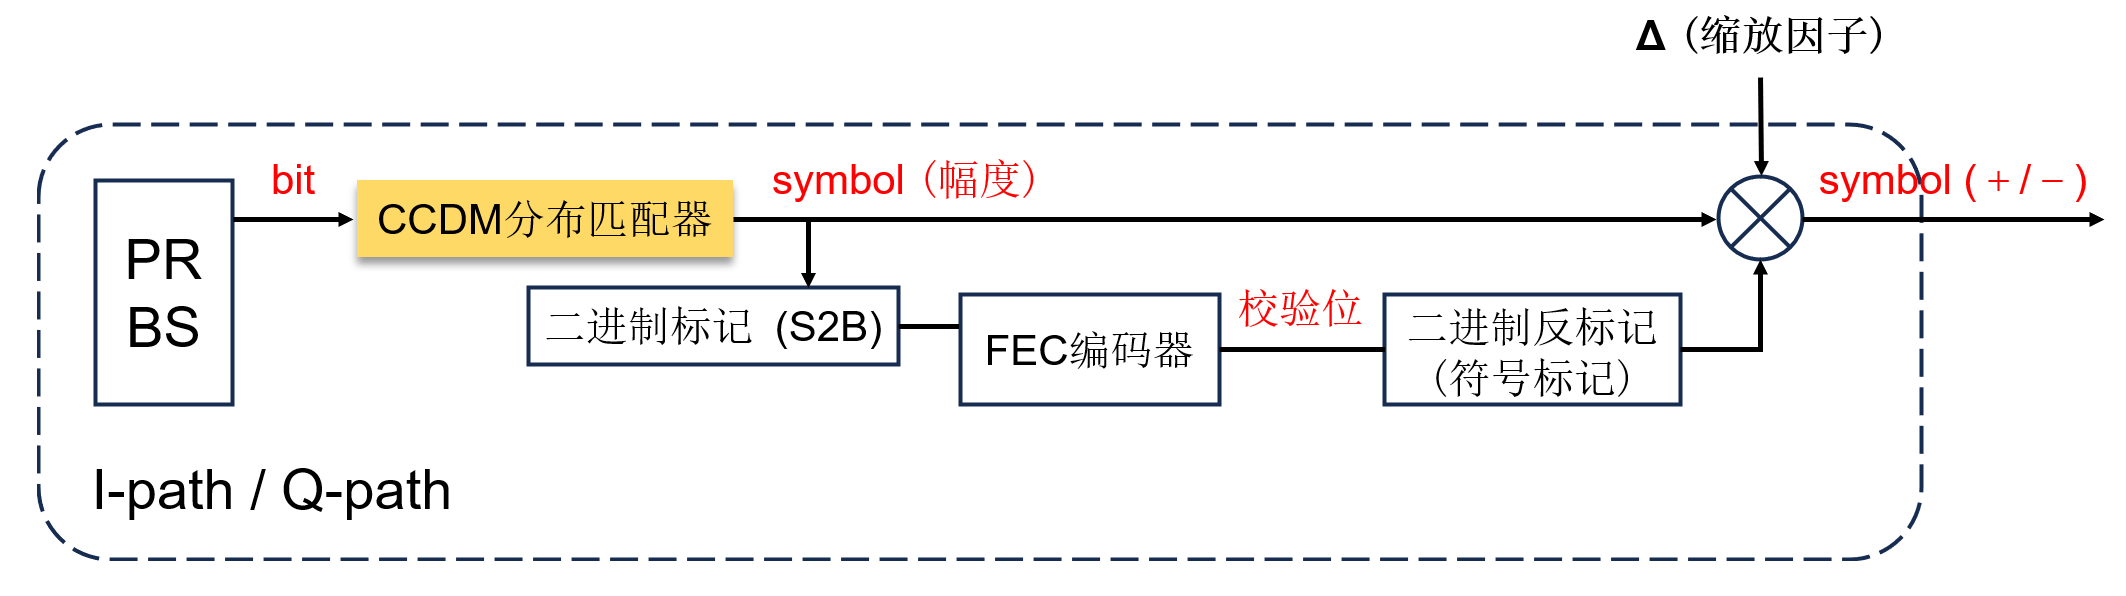 Δ（缩放因子）
bit
symbol（幅度）
symbol (＋/－)
PR
BS
CCDM分布匹配器
二进制标记 (S2B)
FEC编码器
校验位
二进制反标记
（符号标记）
I-path / Q-path